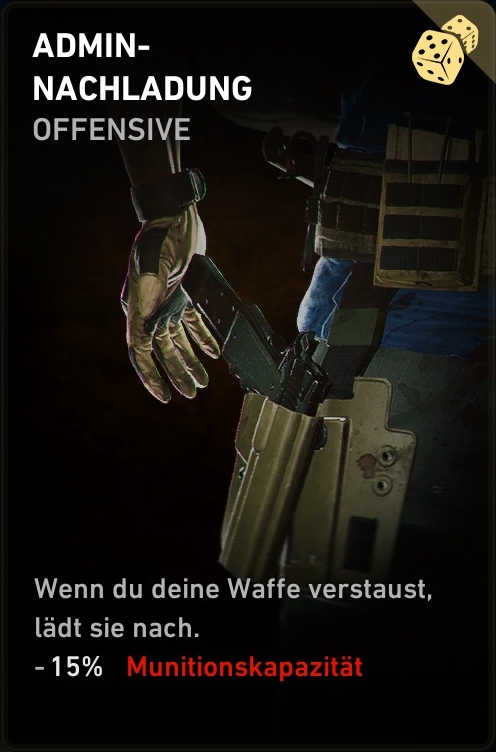 ADMIN-
NACHLADUNG
OFFENSIVE
Wenn du deine Waffe verstaust,
lädt sie nach.
-15% Munitionskapazität